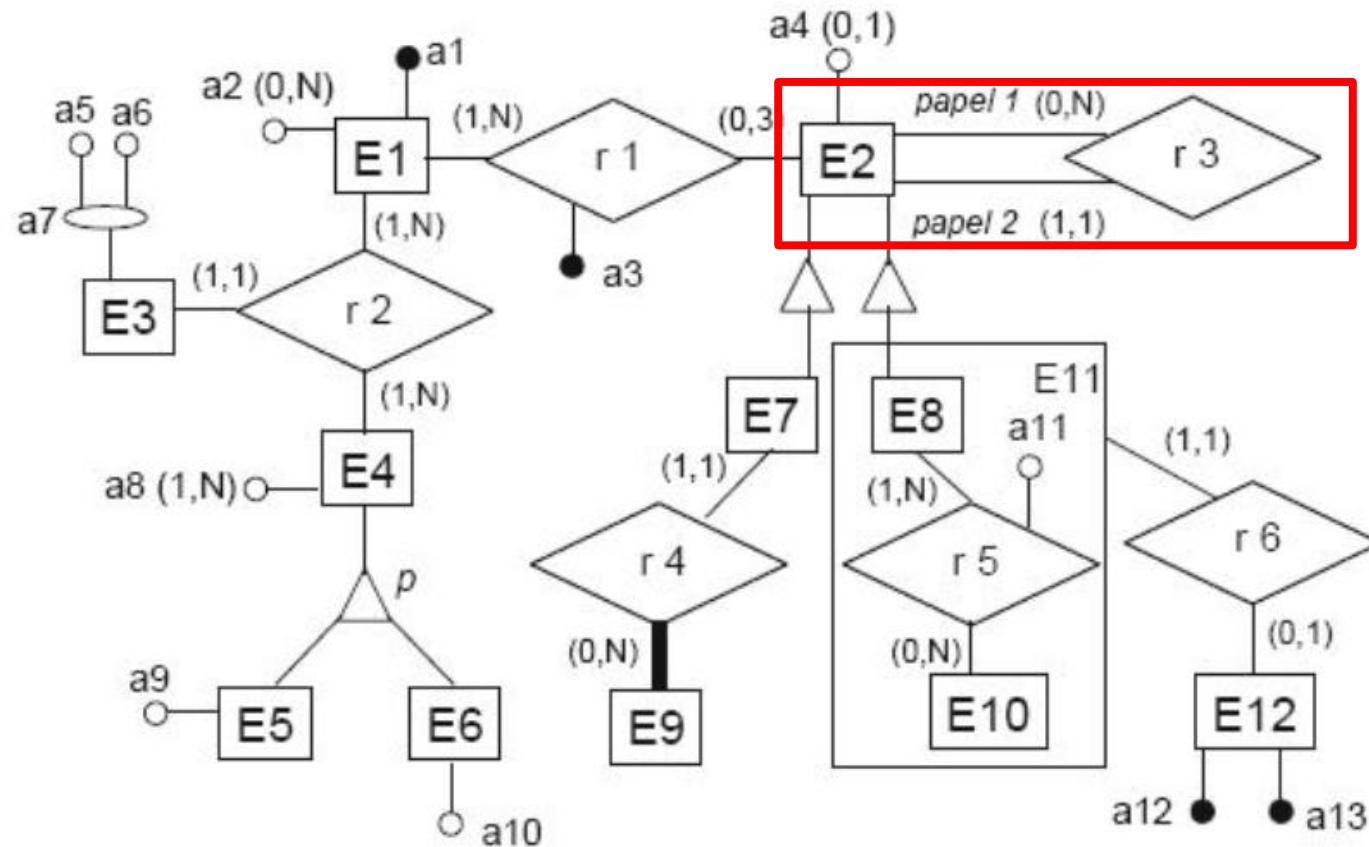 a4 (0,1)
a1
a2 (0,N)
papel 1 (0,N)
a5 a6
(1,N)
(0,3)
E1
r 1
E2
r 3
a7
(1,N)
papel 2 (1,1)
(1,1)
a3
E3
r 2
(1,N)
E7
E8
E11
a11
E4
(1,1)
(1,N)
(1,1)
a8 (1,N)
r 4
r 5
r 6
p
(0,N)
(0,N)
(0,1)
a9
E5
E6
E9
E10
E12
a10
a12
a13